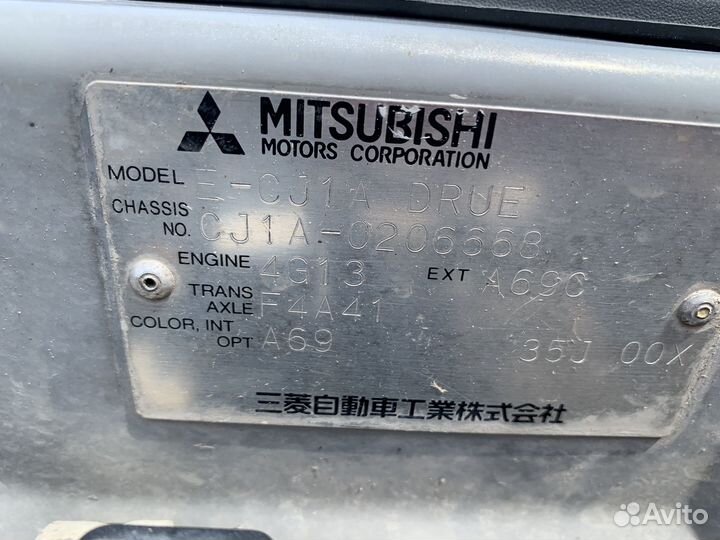 MITSUBISHI
MOTORS CORPORATION
MODEL E-CJ1A DRUE
CHASSIS NO. CJ1A-0206668
ENGINE 4G13 EXT A69C
TRANS AXLE F4A41
COLOR, INT OPT A69 35J 00X
三菱自動車工業株式会社
Avito